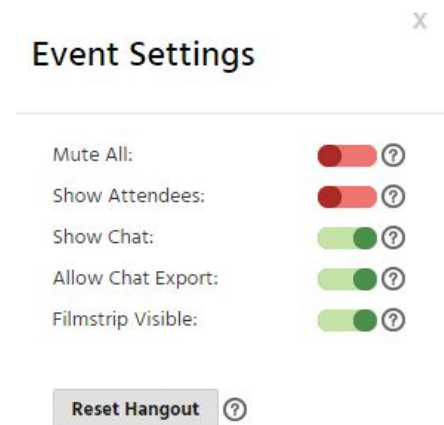 X
Event Settings
Mute All: ?
Show Attendees: ?
Show Chat: ?
Allow Chat Export: ?
Filmstrip Visible: ?
Reset Hangout ?